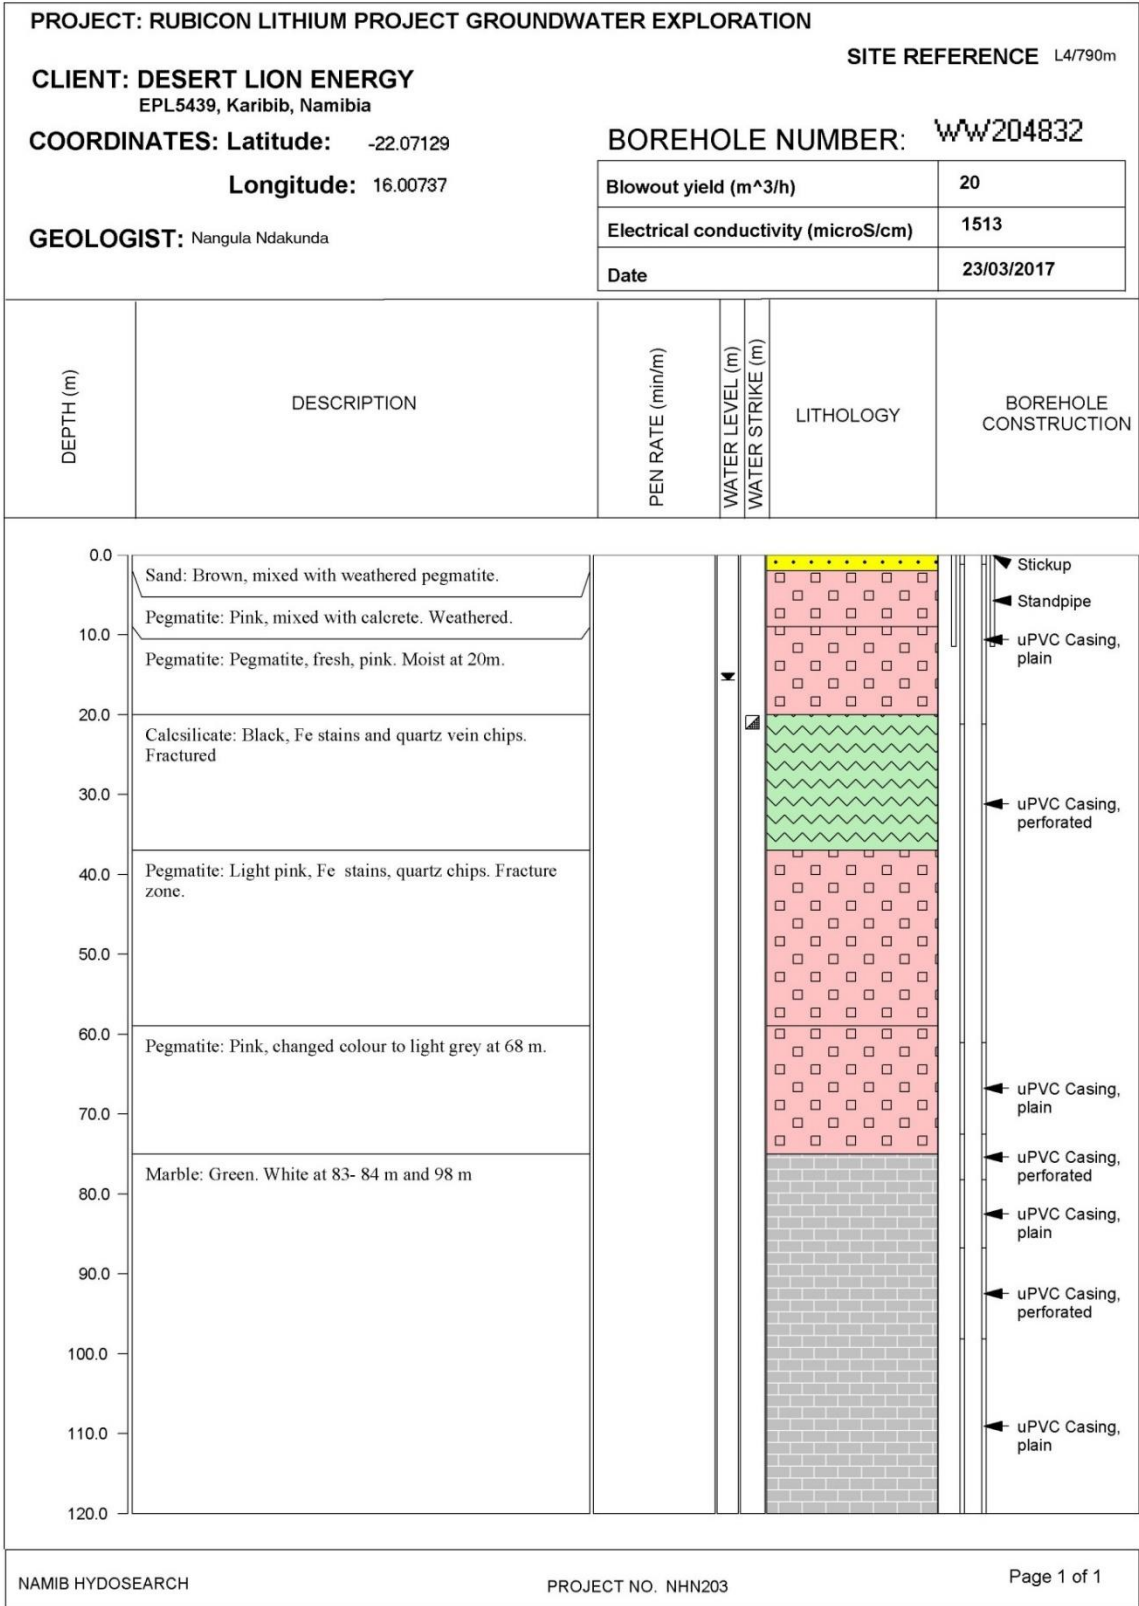 PROJECT: RUBICON LITHIUM PROJECT GROUNDWATER EXPLORATION
SITE REFERENCE L4/790m
CLIENT: DESERT LION ENERGY
EPL5439, Karibib, Namibia
COORDINATES: Latitude: -22.07129
Longitude: 16.00737
GEOLOGIST: Nangula Ndakunda
BOREHOLE NUMBER: WW204832
Blowout yield (m^3/h) 20
Electrical conductivity (microS/cm) 1513
Date 23/03/2017
DEPTH (m)
DESCRIPTION
PEN RATE (min/m)
WATER LEVEL (m)
WATER STRIKE (m)
LITHOLOGY
BOREHOLE
CONSTRUCTION
0.0
10.0
20.0
30.0
40.0
50.0
60.0
70.0
80.0
90.0
100.0
110.0
120.0
Sand: Brown, mixed with weathered pegmatite.
Pegmatite: Pink, mixed with calcrete. Weathered.
Pegmatite: Pegmatite, fresh, pink. Moist at 20m.
Calcsilicate: Black, Fe stains and quartz vein chips.
Fractured
Pegmatite: Light pink, Fe stains, quartz chips. Fracture
zone.
Pegmatite: Pink, changed colour to light grey at 68 m.
Marble: Green. White at 83- 84 m and 98 m
Stickup
Standpipe
uPVC Casing,
plain
uPVC Casing,
perforated
uPVC Casing,
plain
uPVC Casing,
perforated
uPVC Casing,
plain
uPVC Casing,
perforated
uPVC Casing,
plain
NAMIB HYDOSEARCH
PROJECT NO. NHN203
Page 1 of 1